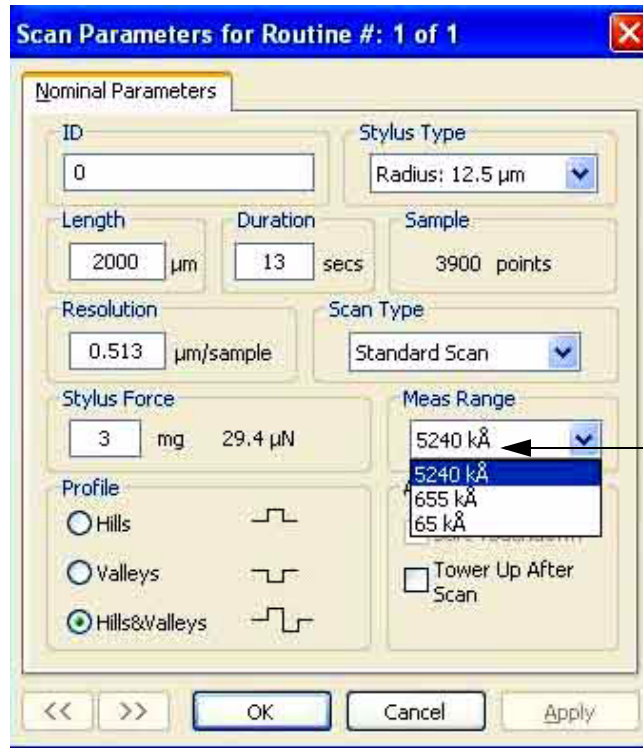 Scan Parameters for Routine #: 1 of 1
Nominal Parameters
ID
0
Stylus Type
Radius: 12.5 µm
Length
2000 µm
Duration
13 secs
Sample
3900 points
Resolution
0.513 µm/sample
Scan Type
Standard Scan
Stylus Force
3 mg 29.4 µN
Meas Range
5240 kÅ
5240 kÅ
655 kÅ
65 kÅ
Profile
Hills
Valleys
Hills&Valleys
Tower Up After
Scan
<< >> OK Cancel Apply